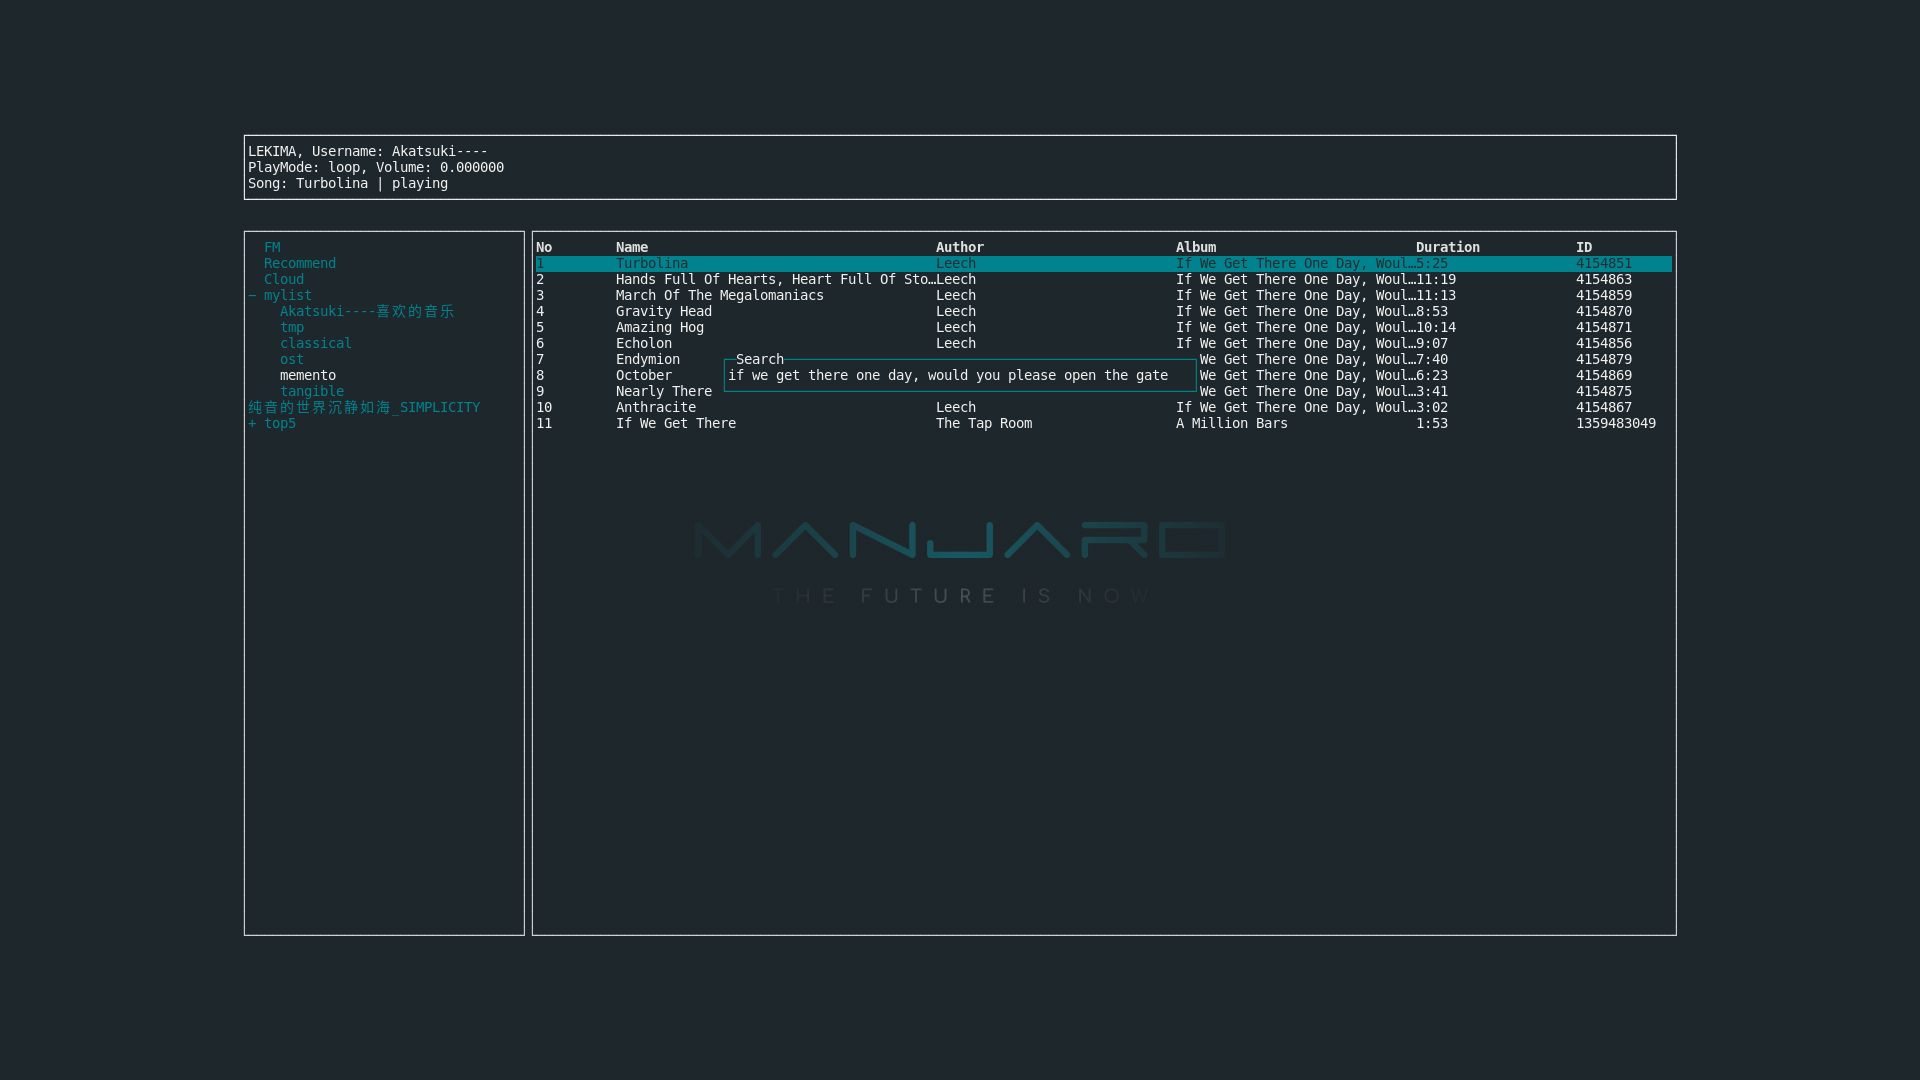 LEKIMA, Username: Akatsuki----
PlayMode: loop, Volume: 0.000000
Song: Turbolina | playing
FM
Recommend
Cloud
− mylist
Akatsuki----喜欢的音乐
tmp
classical
ost
memento
tangible
纯音的世界沉静如海_SIMPLICITY
+ top5
No Name Author Album Duration ID
1 Turbolina Leech If We Get There One Day, Woul…5:25 4154851
2 Hands Full Of Hearts, Heart Full Of Sto…Leech If We Get There One Day, Woul…11:19 4154863
3 March Of The Megalomaniacs Leech If We Get There One Day, Woul…11:13 4154859
4 Gravity Head Leech If We Get There One Day, Woul…8:53 4154870
5 Amazing Hog Leech If We Get There One Day, Woul…10:14 4154871
6 Echolon Leech If We Get There One Day, Woul…9:07 4154856
7 Endymion We Get There One Day, Woul…7:40 4154879
8 October We Get There One Day, Woul…6:23 4154869
9 Nearly There We Get There One Day, Woul…3:41 4154875
10 Anthracite Leech If We Get There One Day, Woul…3:02 4154867
11 If We Get There The Tap Room A Million Bars 1:53 1359483049
Search
if we get there one day, would you please open the gate
MANJARO
THE FUTURE IS NOW